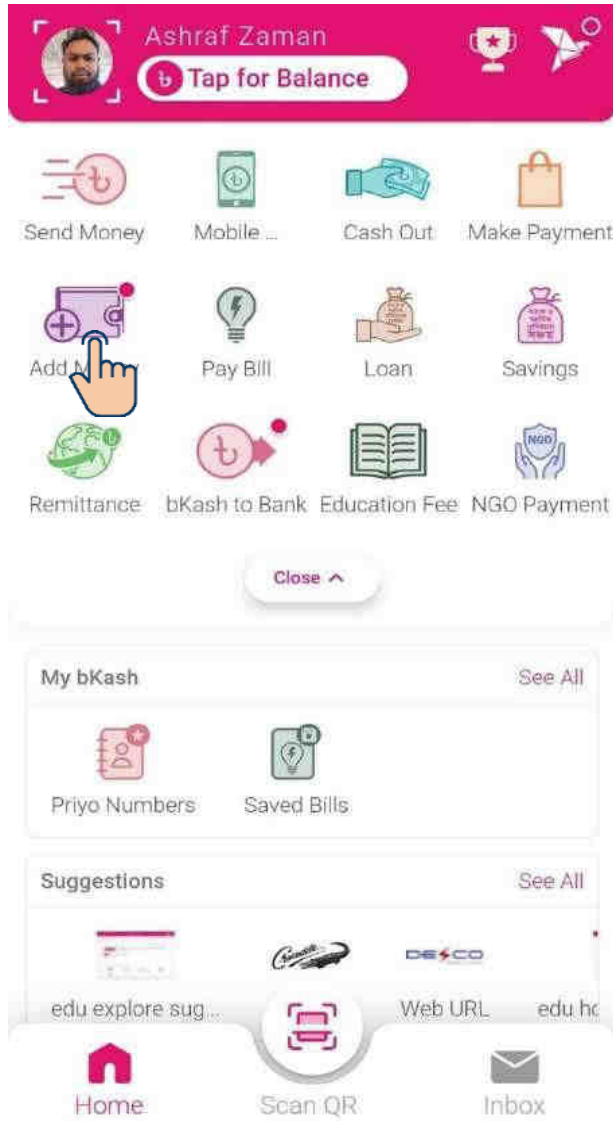 Ashraf Zaman
৳ Tap for Balance
Send Money Mobile ... Cash Out Make Payment
Add M Pay Bill Loan Savings
NGO
Remittance bKash to Bank Education Fee NGO Payment
Close
My bKash See All
Priyo Numbers Saved Bills
Suggestions See All
DESCO
edu explore sug... Web URL edu ho
Home Scan QR Inbox